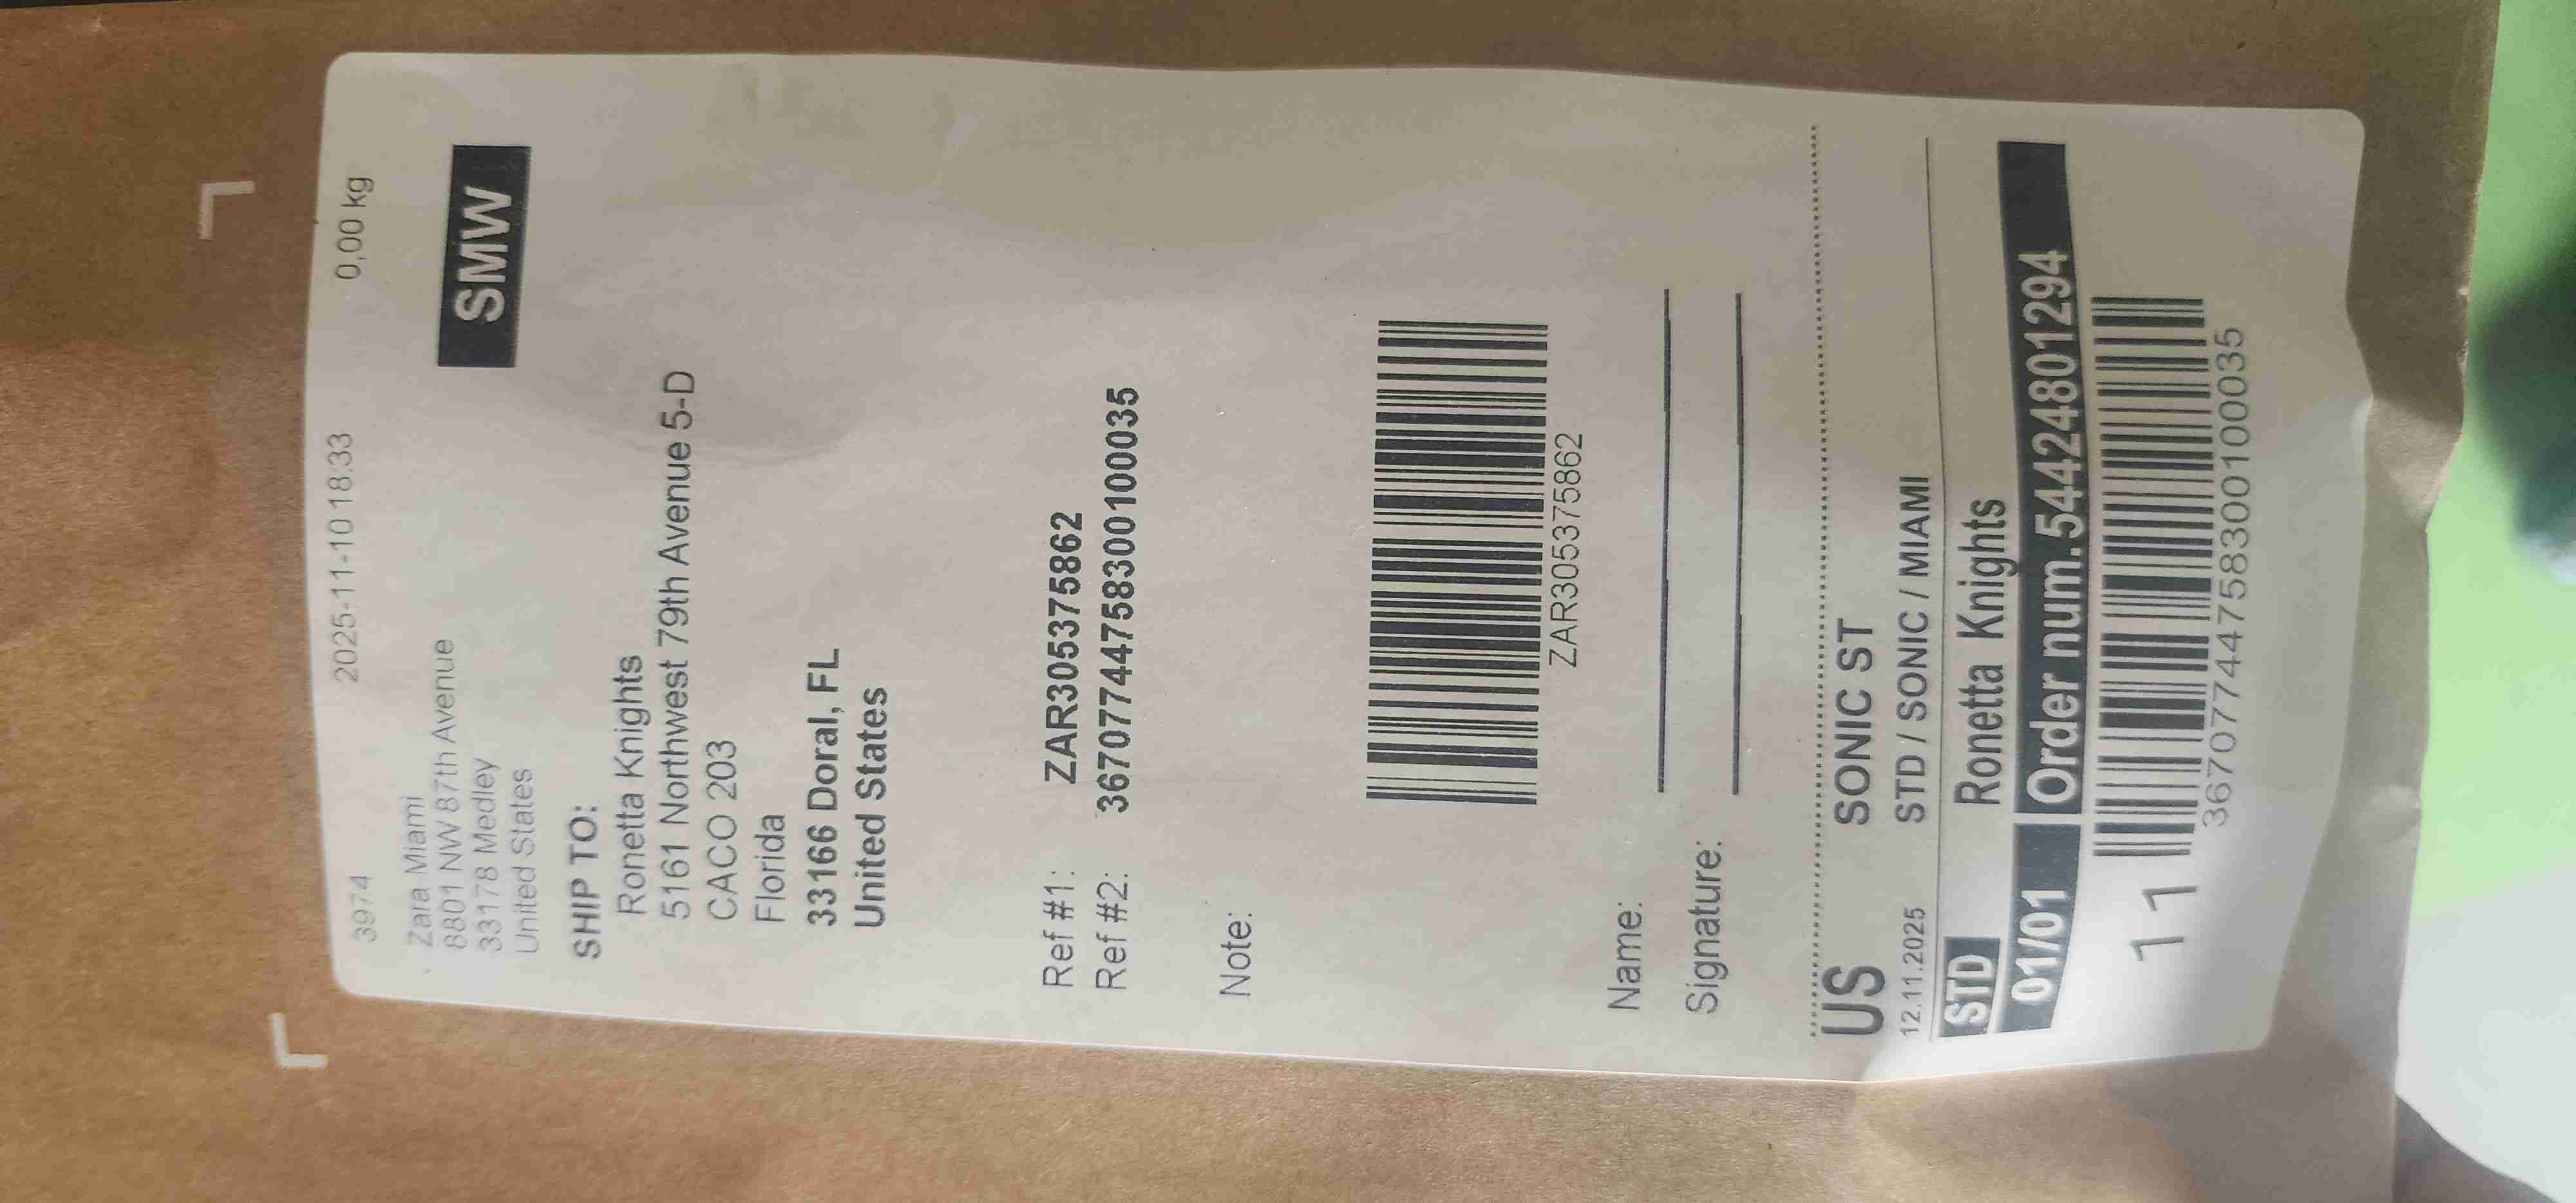 3974 2025-11-10 18:33 0,00 kg
Zara Miami
8801 NW 87th Avenue
33178 Medley
United States
SMW
SHIP TO:
Ronetta Knights
5161 Northwest 79th Avenue 5-D
CACO 203
Florida
33166 Doral, FL
United States
Ref #1: ZAR305375862
Ref #2: 36707744758300100035
Note:
ZAR305375862
Name:
Signature:
US SONIC ST
12.11.2025 STD / SONIC / MIAMI
STD Ronetta Knights
01/01 Order num.54424801294
11
36707744758300100035